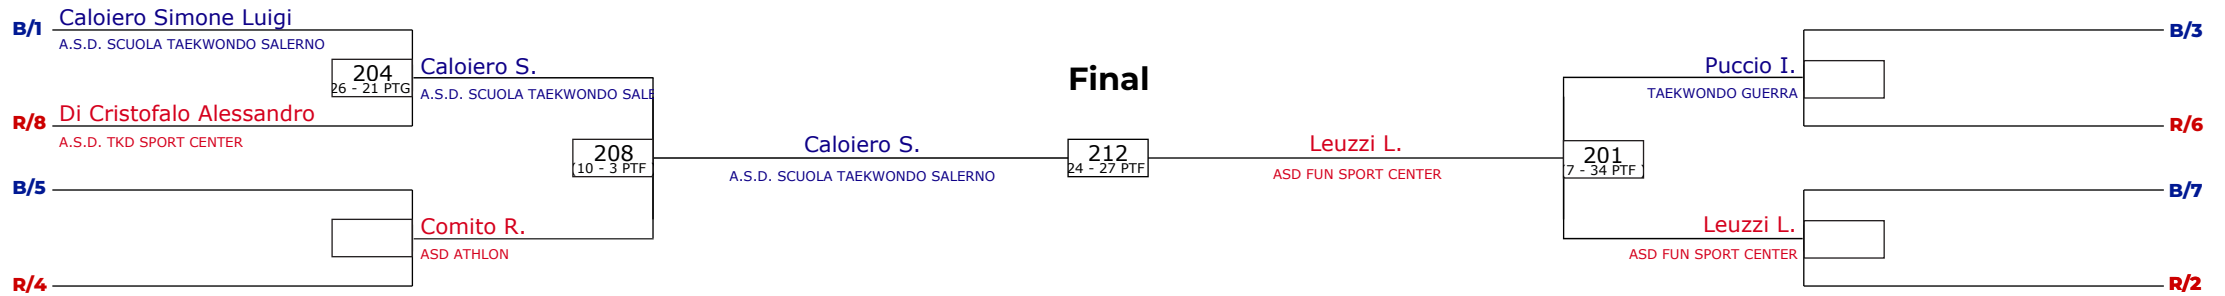 B/1
Caloiero Simone Luigi
A.S.D. SCUOLA TAEKWONDO SALERNO
204
26 - 21 PTG
R/8
Di Cristofalo Alessandro
A.S.D. TKD SPORT CENTER
Caloiero S.
A.S.D. SCUOLA TAEKWONDO SALE
208
(10 - 3 PTF
B/5
R/4
Comito R.
ASD ATHLON
Final
Caloiero S.
A.S.D. SCUOLA TAEKWONDO SALERNO
212
24 - 27 PTF
Leuzzi L.
ASD FUN SPORT CENTER
Puccio I.
TAEKWONDO GUERRA
201
7 - 34 PTF )
Leuzzi L.
ASD FUN SPORT CENTER
B/3
R/6
B/7
R/2